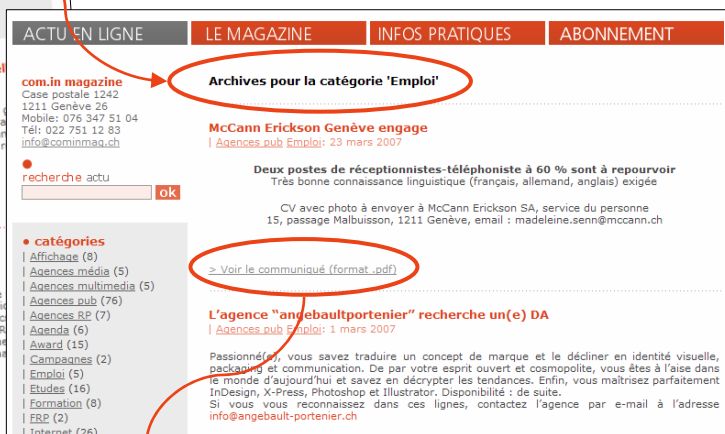 ACTU EN LIGNE
LE MAGAZINE
INFOS PRATIQUES
ABONNEMENT
com.in magazine
Case postale 1242
1211 Genève 26
Mobile: 076 347 51 04
Tél: 022 751 12 83
info@cominmag.ch
recherche actu
ok
• catégories
| Affichage (8)
| Agences média (5)
| Agences multimedia (5)
| Agences pub (76)
| Agences RP (7)
| Agenda (6)
| Award (15)
| Campagnes (2)
| Emploi (5)
| Etudes (16)
| Formation (8)
| FRP (2)
| Internet (26)
Archives pour la catégorie 'Emploi'
McCann Erickson Genève engage
| Agences pub Emploi: 23 mars 2007
Deux postes de réceptionnistes-téléphoniste à 60 % sont à repourvoir
Très bonne connaissance linguistique (français, allemand, anglais) exigée
CV avec photo à envoyer à McCann Erickson SA, service du personne
15, passage Malbuisson, 1211 Genève, email : madeleine.senn@mccann.ch
> Voir le communiqué (format .pdf)
L'agence “angebaultportenier” recherche un(e) DA
| Agences pub Emploi: 1 mars 2007
Passionné(e), vous savez traduire un concept de marque et le décliner en identité visuelle,
packaging et communication. De par votre esprit ouvert et cosmopolite, vous êtes à l'aise dans
le monde d'aujourd'hui et savez en décrypter les tendances. Enfin, vous maîtrisez parfaitement
InDesign, X-Press, Photoshop et Illustrator. Disponibilité : de suite.
Si vous vous reconnaissez dans ces lignes, contactez l'agence par e-mail à l'adresse
info@angebault-portenier.ch